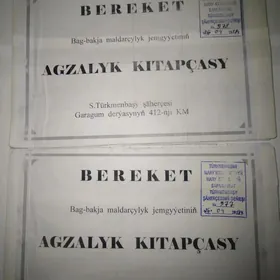 BEREKET
Bag-bakja maldarçylyk jemgyýetiniň
AGZALYK KITAPÇASY
S.Türkmenbaşy şäherçesi
Garagum derýasynyň 412-nji KM
BEREKET
Bag-bakja maldarçylyk jemgyýetiniň
AGZALYK KITAPÇASY